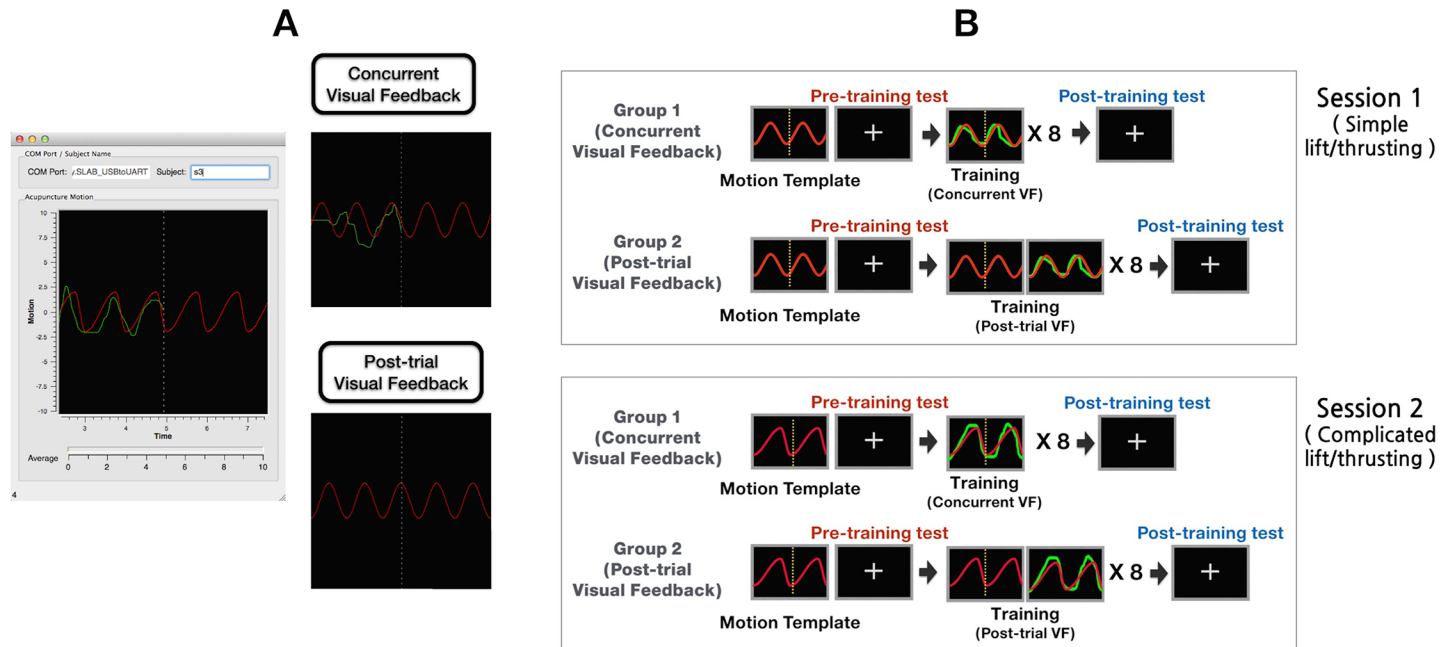 A
B
COM Port / Subject Name
COM Port: y.SLAB_USBtoUART Subject: s3
Acupuncture Motion
10
7.5
5
2.5
0
-2.5
-5
-7.5
-10
Motion
3 4 5 6 7
Time
Average
0 2 4 6 8 10
4
Concurrent
Visual Feedback
Post-trial
Visual Feedback
Session 1
( Simple
lift/thrusting )
Group 1
(Concurrent
Visual Feedback)
Pre-training test
Post-training test
X 8
Motion Template
Training
(Concurrent VF)
Group 2
(Post-trial
Visual Feedback)
Pre-training test
Post-training test
X 8
Motion Template
Training
(Post-trial VF)
Session 2
( Complicated
lift/thrusting )
Group 1
(Concurrent
Visual Feedback)
Pre-training test
Post-training test
X 8
Motion Template
Training
(Concurrent VF)
Group 2
(Post-trial
Visual Feedback)
Pre-training test
Post-training test
X 8
Motion Template
Training
(Post-trial VF)